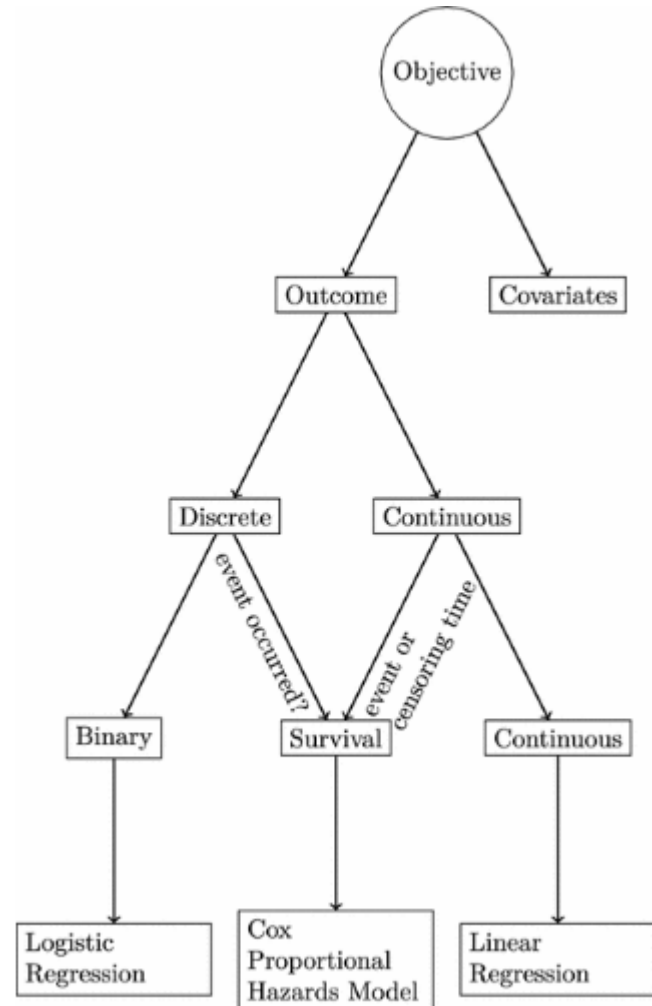 Objective
Outcome
Covariates
Discrete
Continuous
event occurred?
event or
censoring time
Binary
Survival
Continuous
Logistic
Regression
Cox
Proportional
Hazards Model
Linear
Regression